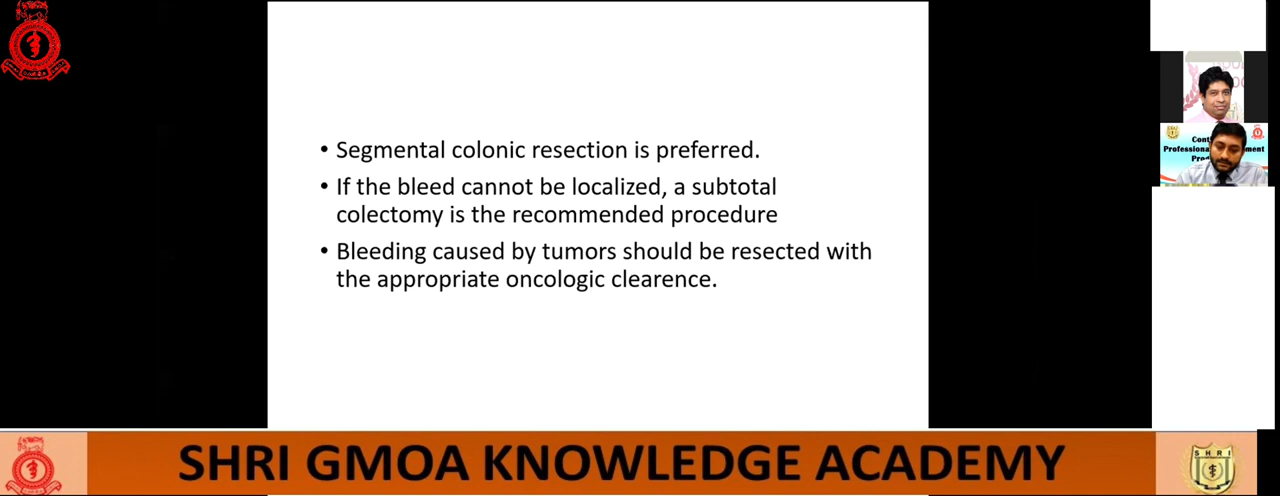 • Segmental colonic resection is preferred.
• If the bleed cannot be localized, a subtotal
colectomy is the recommended procedure
• Bleeding caused by tumors should be resected with
the appropriate oncologic clearence.
SHRI GMOA KNOWLEDGE ACADEMY
SHRI